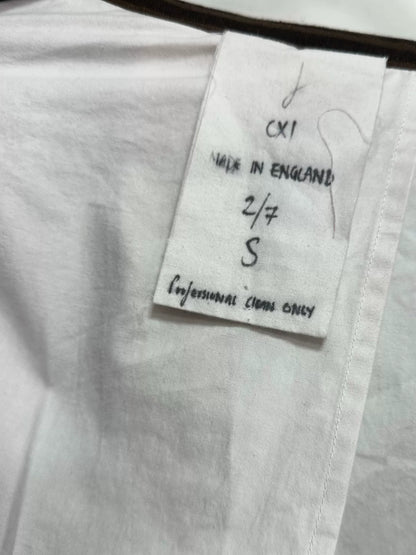 CX1
MADE IN ENGLAND
2/7
S
Professional Clean Only